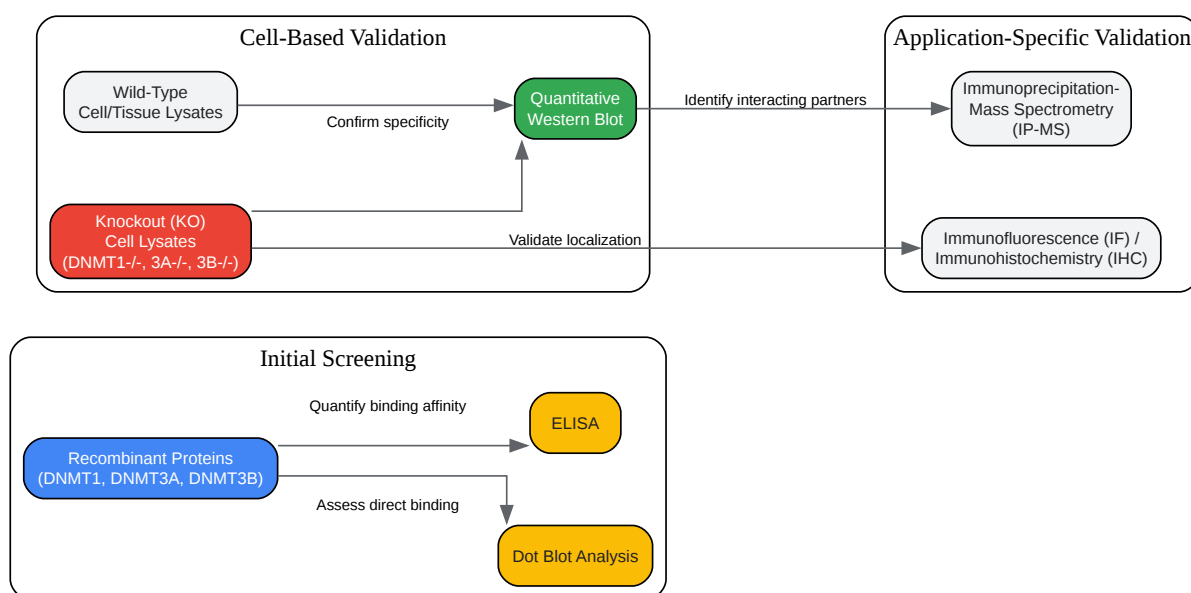 Cell-Based Validation
Wild-Type
Cell/Tissue Lysates
Confirm specificity
Quantitative
Western Blot
Knockout (KO)
Cell Lysates
(DNMT1-/-, 3A-/-, 3B-/-)
Identify interacting partners
Validate localization
Application-Specific Validation
Immunoprecipitation-
Mass Spectrometry
(IP-MS)
Immunofluorescence (IF) /
Immunohistochemistry (IHC)
Initial Screening
Recombinant Proteins
(DNMT1, DNMT3A, DNMT3B)
Quantify binding affinity
Assess direct binding
ELISA
Dot Blot Analysis